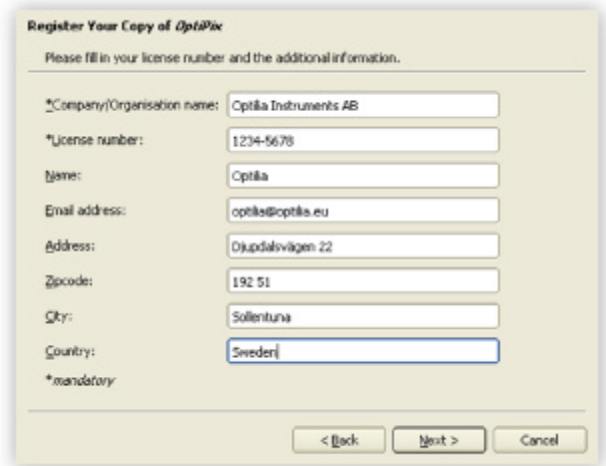 Register Your Copy of OptiPix
Please fill in your license number and the additional information.
*Company/Organisation name: Optilia Instruments AB
*License number: 1234-5678
Name: Optilia
Email address: optilia@optilia.eu
Address: Djupdalsvägen 22
Zipcode: 192 51
City: Sollentuna
Country: Sweden
*mandatory
< Back Next > Cancel